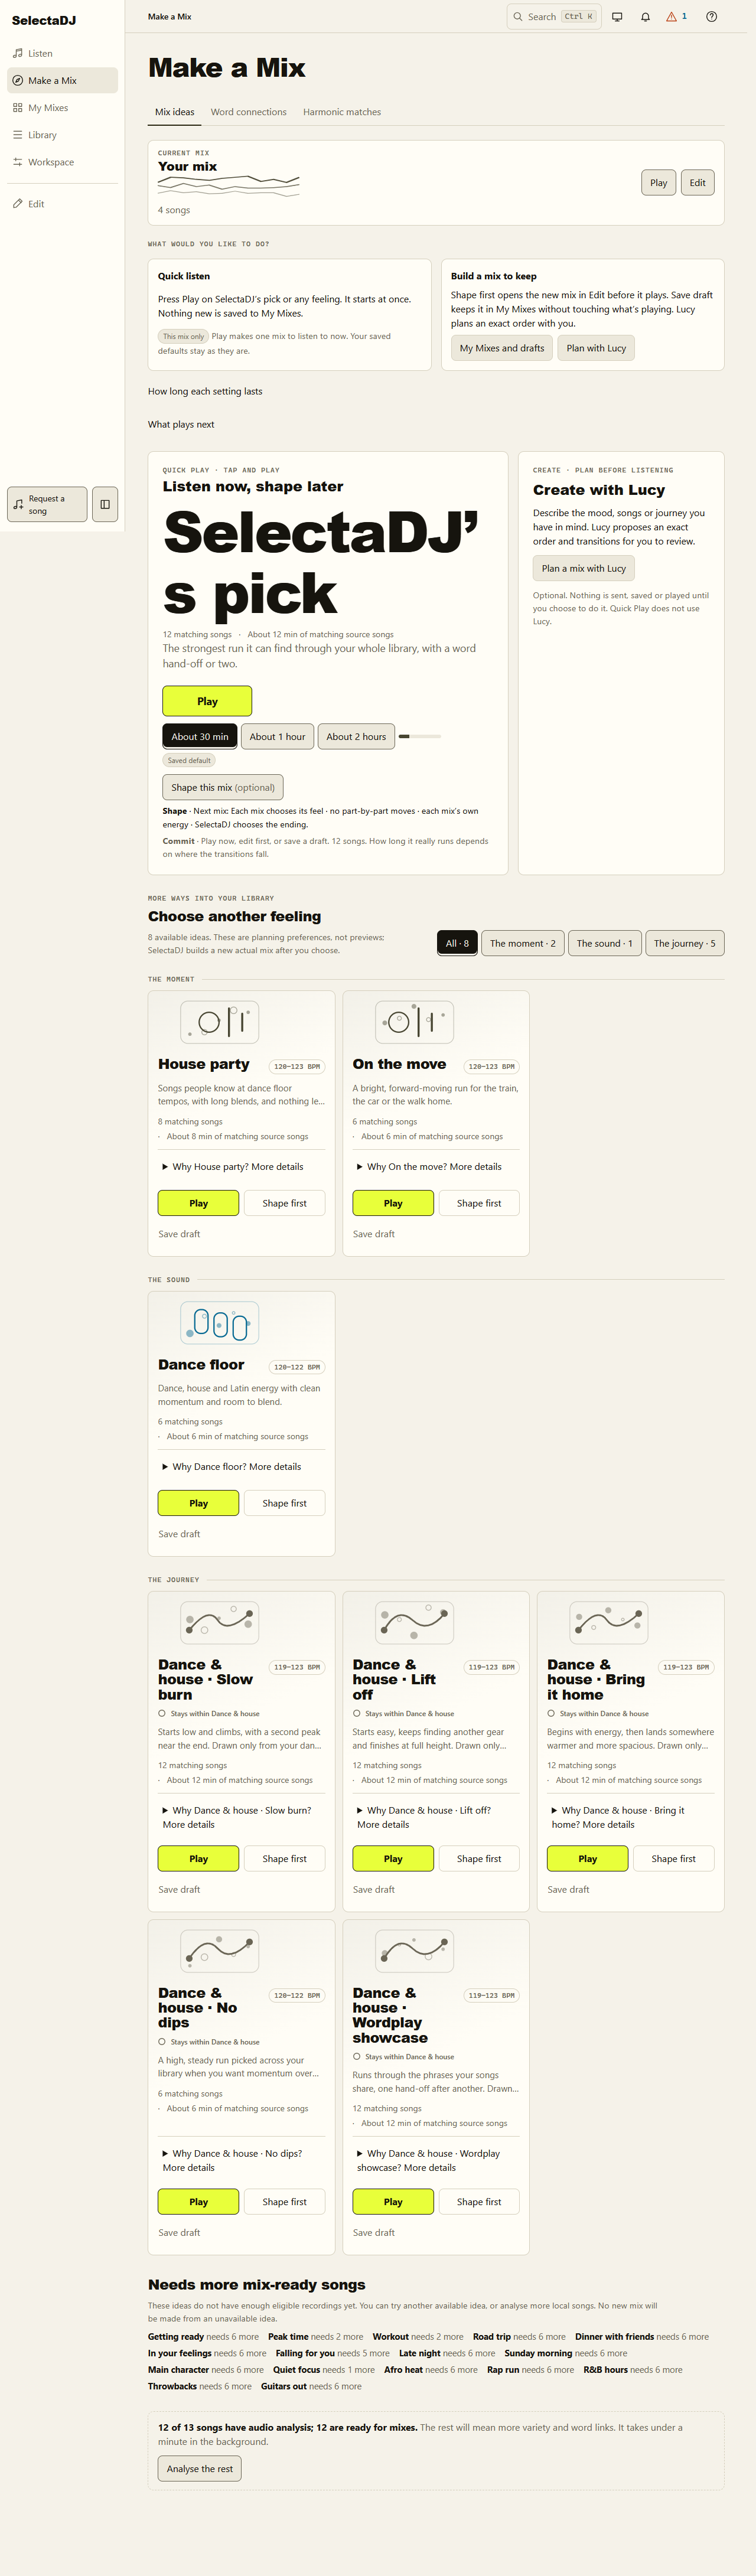 SelectaDJ
Listen
Make a Mix
My Mixes
Library
Workspace
Edit
Request a
song
Make a Mix
Search Ctrl K
1
Make a Mix
Mix ideas Word connections Harmonic matches
CURRENT MIX
Your mix
4 songs
Play Edit
WHAT WOULD YOU LIKE TO DO?
Quick listen
Press Play on SelectaDJ's pick or any feeling. It starts at once.
Nothing new is saved to My Mixes.
This mix only Play makes one mix to listen to now. Your saved
defaults stay as they are.
Build a mix to keep
Shape first opens the new mix in Edit before it plays. Save draft
keeps it in My Mixes without touching what's playing. Lucy
plans an exact order with you.
My Mixes and drafts Plan with Lucy
How long each setting lasts
What plays next
QUICK PLAY · TAP AND PLAY
Listen now, shape later
SelectaDJ’
s pick
12 matching songs · About 12 min of matching source songs
The strongest run it can find through your whole library, with a word
hand-off or two.
Play
About 30 min About 1 hour About 2 hours
Saved default
Shape this mix (optional)
Shape · Next mix: Each mix chooses its feel · no part-by-part moves · each mix's own
energy · SelectaDJ chooses the ending.
Commit · Play now, edit first, or save a draft. 12 songs. How long it really runs depends
on where the transitions fall.
CREATE · PLAN BEFORE LISTENING
Create with Lucy
Describe the mood, songs or journey you
have in mind. Lucy proposes an exact
order and transitions for you to review.
Plan a mix with Lucy
Optional. Nothing is sent, saved or played until
you choose to do it. Quick Play does not use
Lucy.
MORE WAYS INTO YOUR LIBRARY
Choose another feeling
8 available ideas. These are planning preferences, not previews;
SelectaDJ builds a new actual mix after you choose.
All · 8 The moment · 2 The sound · 1 The journey · 5
THE MOMENT
House party 120–123 BPM
Songs people know at dance floor
tempos, with long blends, and nothing le...
8 matching songs
· About 8 min of matching source songs
▶ Why House party? More details
Play Shape first
Save draft
On the move 120–123 BPM
A bright, forward-moving run for the train,
the car or the walk home.
6 matching songs
· About 6 min of matching source songs
▶ Why On the move? More details
Play Shape first
Save draft
THE SOUND
Dance floor 120–122 BPM
Dance, house and Latin energy with clean
momentum and room to blend.
6 matching songs
· About 6 min of matching source songs
▶ Why Dance floor? More details
Play Shape first
Save draft
THE JOURNEY
Dance &
house · Slow
burn
119–123 BPM
Stays within Dance & house
Starts low and climbs, with a second peak
near the end. Drawn only from your dan...
12 matching songs
· About 12 min of matching source songs
▶ Why Dance & house · Slow burn?
More details
Play Shape first
Save draft
Dance &
house · Lift
off
119–123 BPM
Stays within Dance & house
Starts easy, keeps finding another gear
and finishes at full height. Drawn only...
12 matching songs
· About 12 min of matching source songs
▶ Why Dance & house · Lift off?
More details
Play Shape first
Save draft
Dance &
house · Bring
it home
119–123 BPM
Stays within Dance & house
Begins with energy, then lands somewhere
warmer and more spacious. Drawn only...
12 matching songs
· About 12 min of matching source songs
▶ Why Dance & house · Bring it
home? More details
Play Shape first
Save draft
Dance &
house · No
dips
120–122 BPM
Stays within Dance & house
A high, steady run picked across your
library when you want momentum over...
6 matching songs
· About 6 min of matching source songs
▶ Why Dance & house · No dips?
More details
Play Shape first
Save draft
Dance &
house ·
Wordplay
showcase
119–123 BPM
Stays within Dance & house
Runs through the phrases your songs
share, one hand-off after another. Drawn...
12 matching songs
· About 12 min of matching source songs
▶ Why Dance & house · Wordplay
showcase? More details
Play Shape first
Save draft
Needs more mix-ready songs
These ideas do not have enough eligible recordings yet. You can try another available idea, or analyse more local songs. No new mix will
be made from an unavailable idea.
Getting ready needs 6 more Peak time needs 2 more Workout needs 2 more Road trip needs 6 more Dinner with friends needs 6 more
In your feelings needs 6 more Falling for you needs 5 more Late night needs 6 more Sunday morning needs 6 more
Main character needs 6 more Quiet focus needs 1 more Afro heat needs 6 more Rap run needs 6 more R&B hours needs 6 more
Throwbacks needs 6 more Guitars out needs 6 more
12 of 13 songs have audio analysis; 12 are ready for mixes. The rest will mean more variety and word links. It takes under a
minute in the background.
Analyse the rest